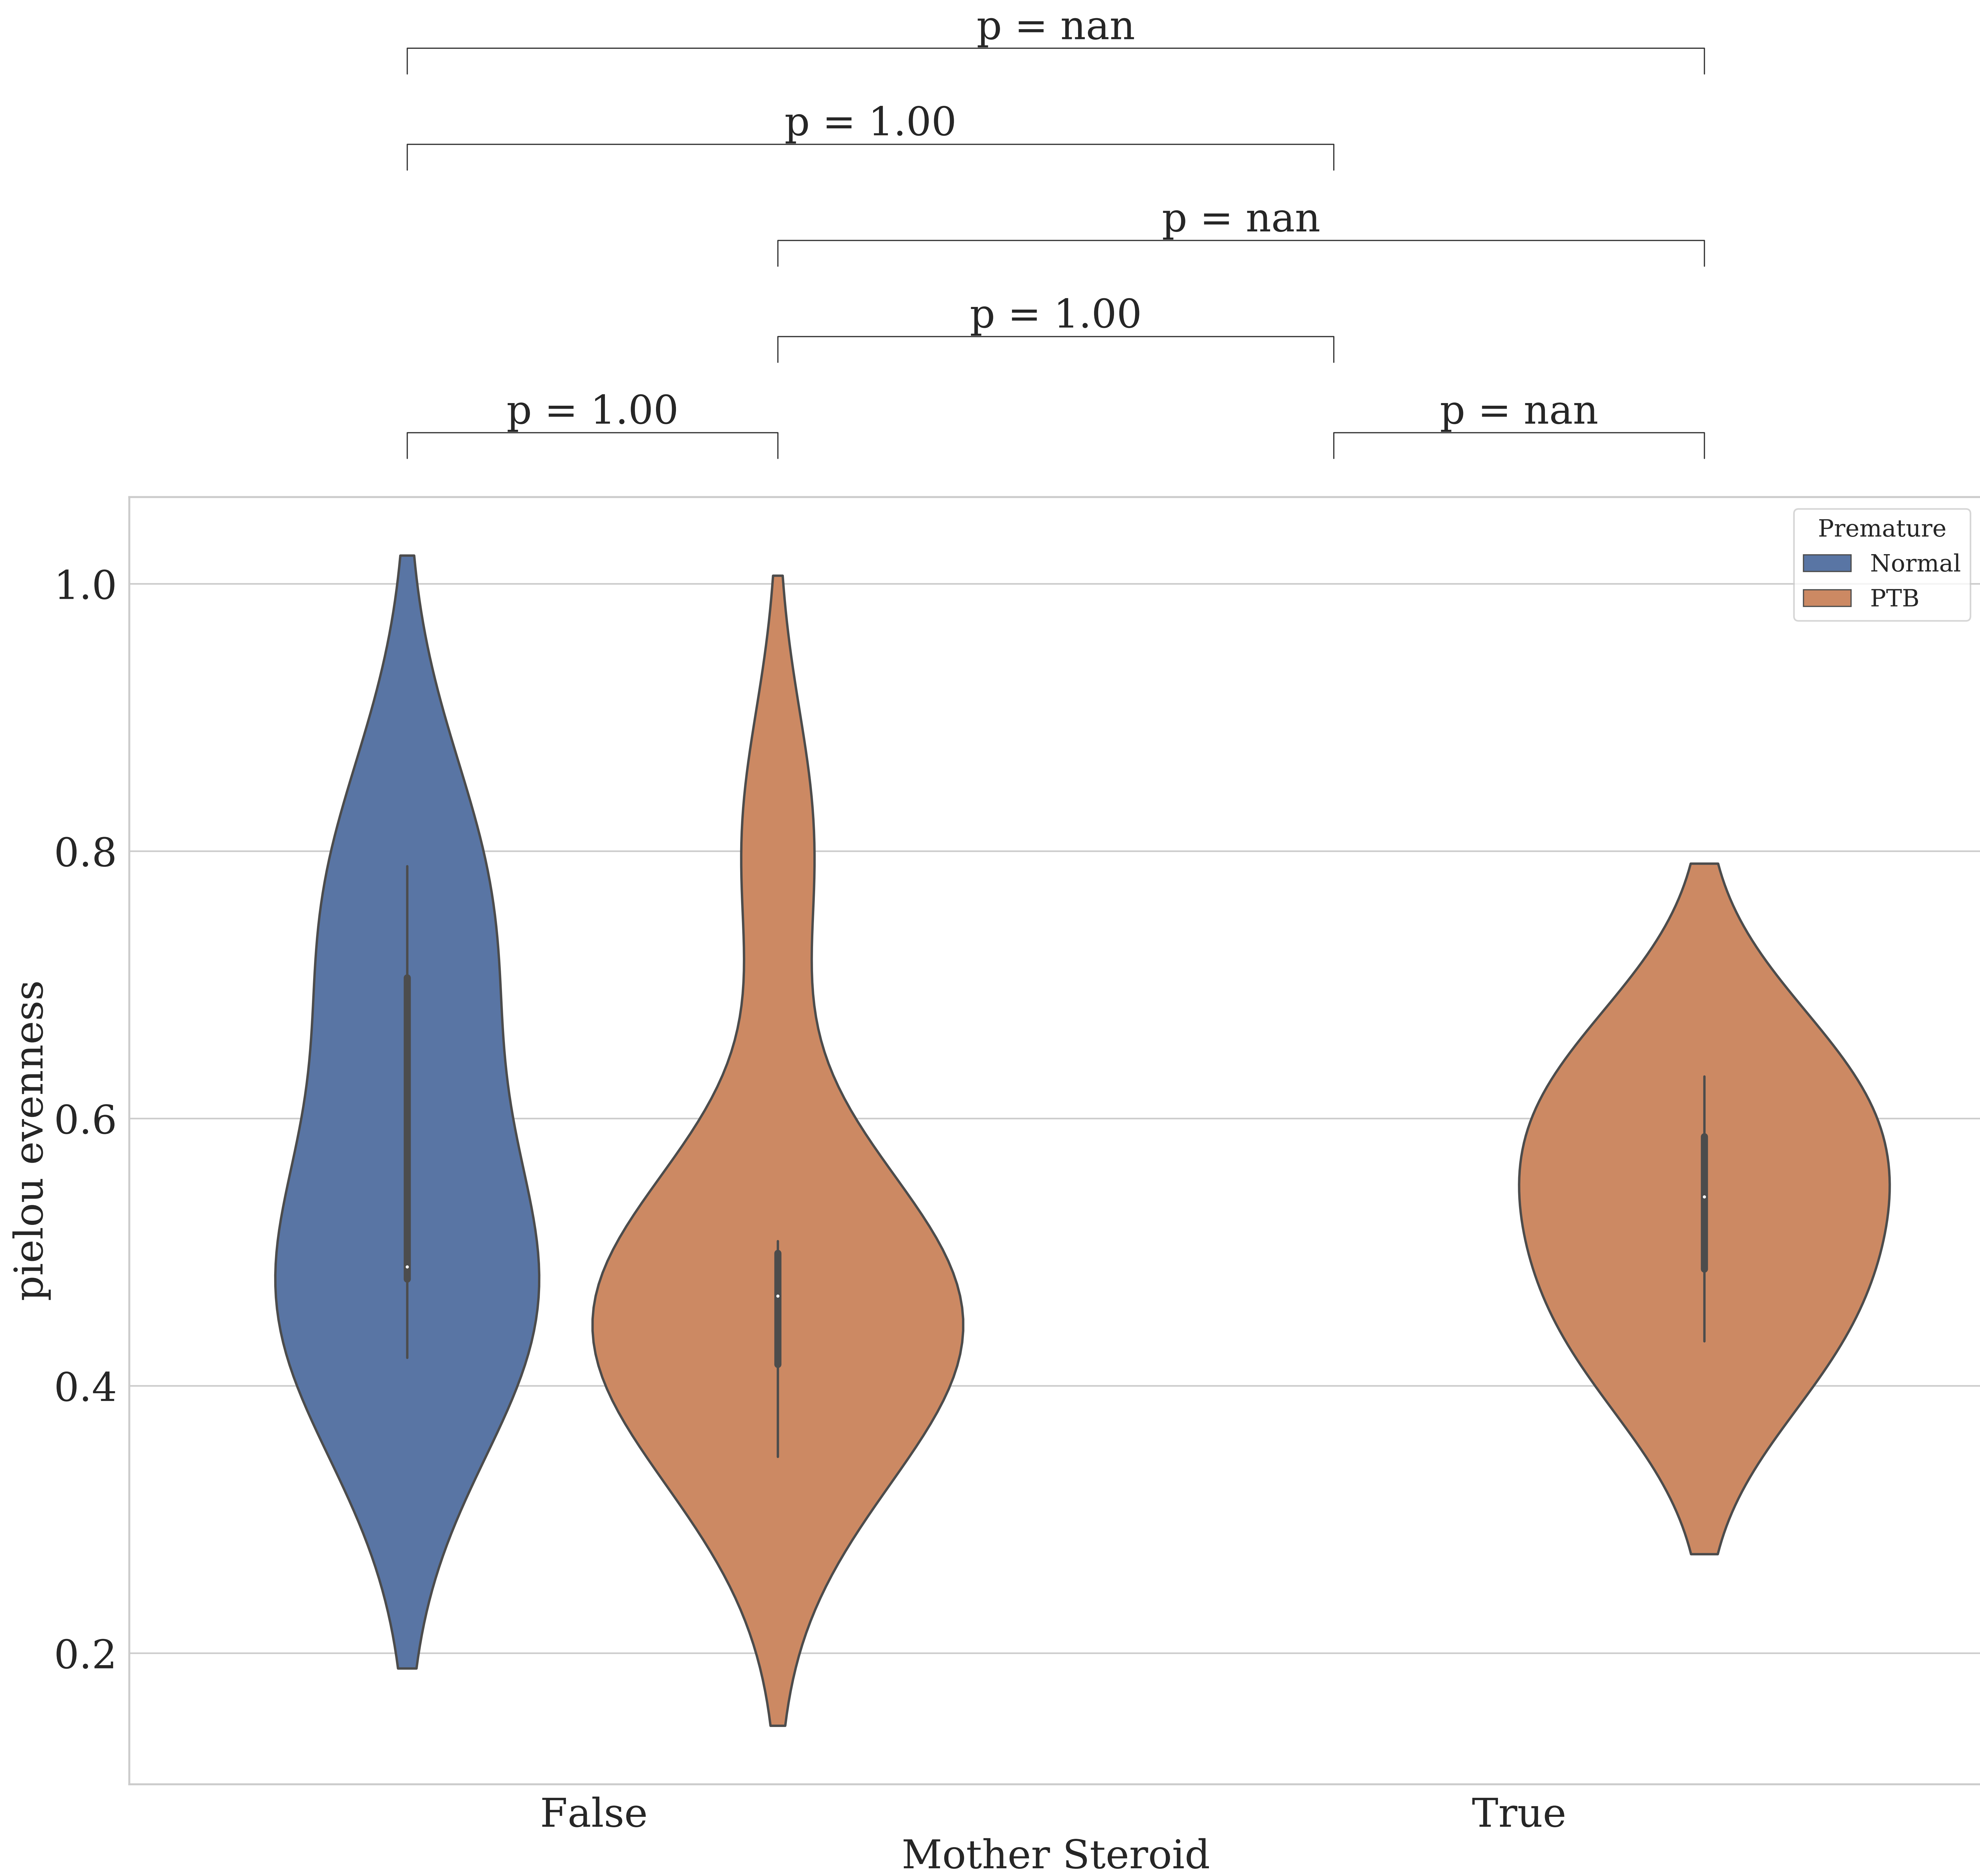 p = nan
p = 1.00
p = nan
p = 1.00
p = 1.00
p = nan
Premature
Normal
PTB
1.0
0.8
0.6
0.4
0.2
pielou evenness
False
True
Mother Steroid